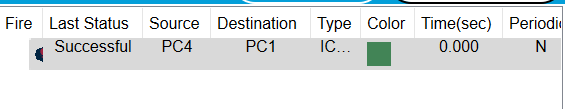 Fire Last Status Source Destination Type Color Time(sec) Periodic
Successful PC4 PC1 IC... 0.000 N